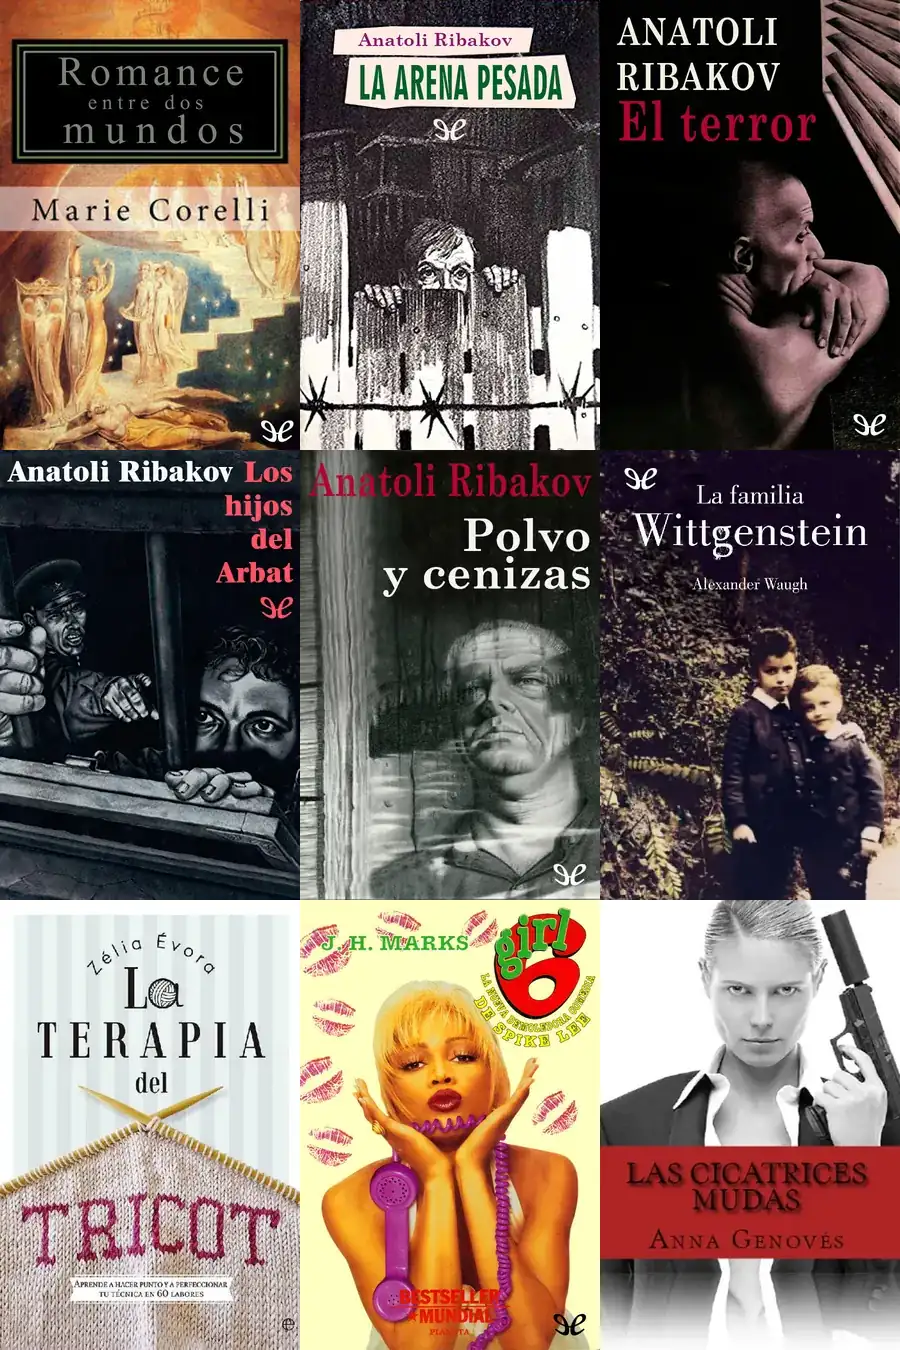 Romance
entre dos
mundos
Marie Corelli
Anatoli Ribakov
LA ARENA PESADA
ANATOLI
RIBAKOV
El terror
Anatoli Ribakov Los
hijos
del
Arbat
Anatoli Ribakov
Polvo
y cenizas
La familia
Wittgenstein
Alexander Waugh
Zélia Évora
La
TERAPIA
del
TRICOT
APRENDE A HACER PUNTO Y A PERFECCIONAR
TU TÉCNICA EN 60 LABORES
J. H. MARKS
girl
6
LA NUEVA DEMOLEDORA COMEDIA
DE SPIKE LEE
BESTSELLER
MUNDIAL
PLANETA
LAS CICATRICES
MUDAS
ANNA GENOVÉS